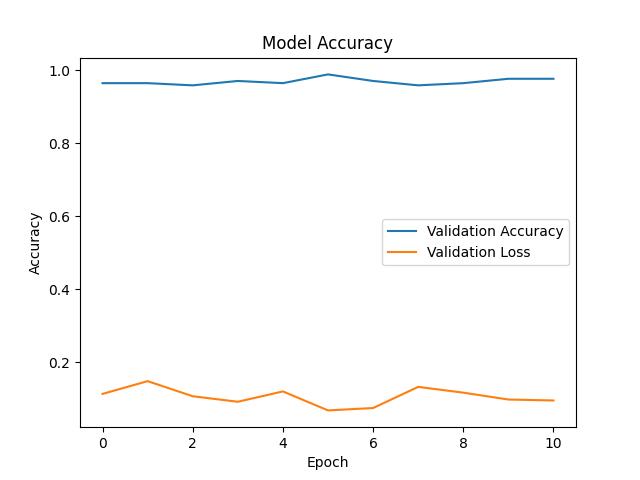 Model Accuracy
1.0
0.8
0.6
0.4
0.2
Accuracy
Validation Accuracy
Validation Loss
0 2 4 6 8 10
Epoch